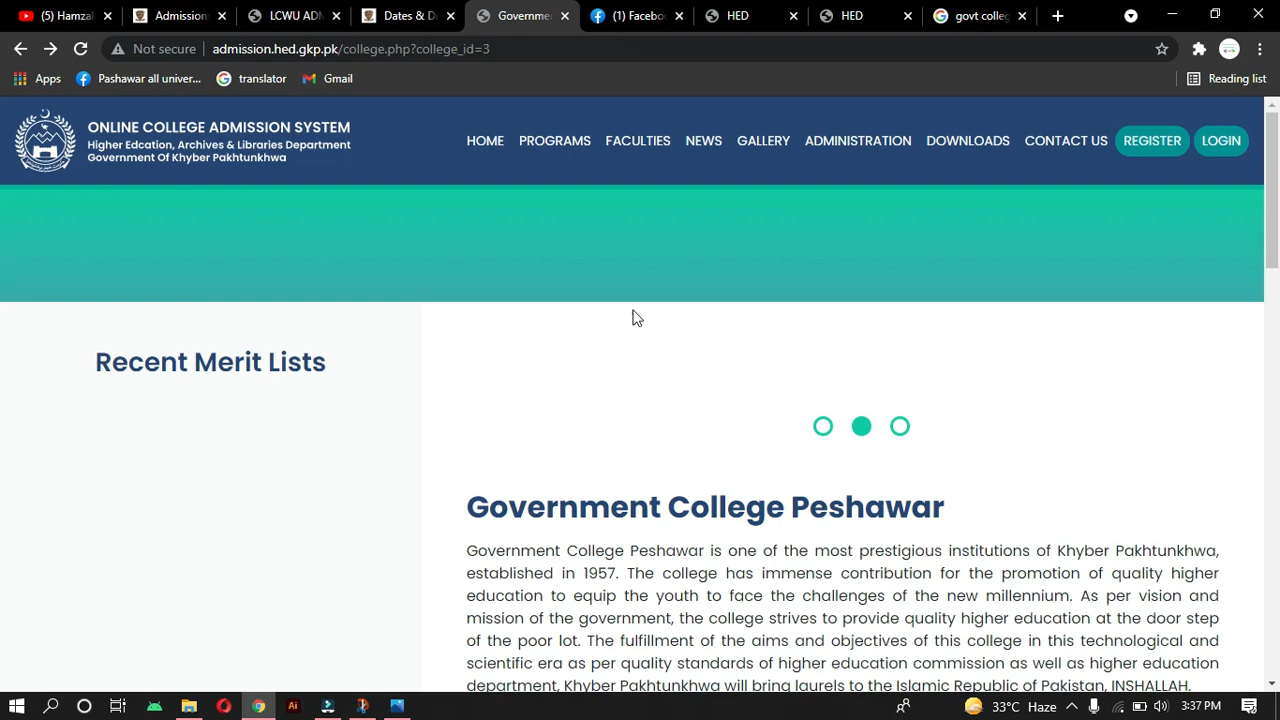 (5) Hamzai
Admissions
LCWU ADM
Dates & De
Governme
(1) Facebo
HED
HED
govt colleg
Not secure
admission.hed.gkp.pk/college.php?college_id=3
Apps
Pashawar all univer...
translator
Gmail
Reading list
ONLINE COLLEGE ADMISSION SYSTEM
Higher Edcation, Archives & Libraries Department
Government Of Khyber Pakhtunkhwa
HOME PROGRAMS FACULTIES NEWS GALLERY ADMINISTRATION DOWNLOADS CONTACT US REGISTER LOGIN
Recent Merit Lists
Government College Peshawar
Government College Peshawar is one of the most prestigious institutions of Khyber Pakhtunkhwa,
established in 1957. The college has immense contribution for the promotion of quality higher
education to equip the youth to face the challenges of the new millennium. As per vision and
mission of the government, the college strives to provide quality higher education at the door step
of the poor lot. The fulfillment of the aims and objectives of this college in this technological and
scientific era as per quality standards of higher education commission as well as higher education
department, Khyber Pakhtunkhwa will bring laurels to the Islamic Republic of Pakistan, INSHALLAH.
Ai
33°C Haze
3:37 PM